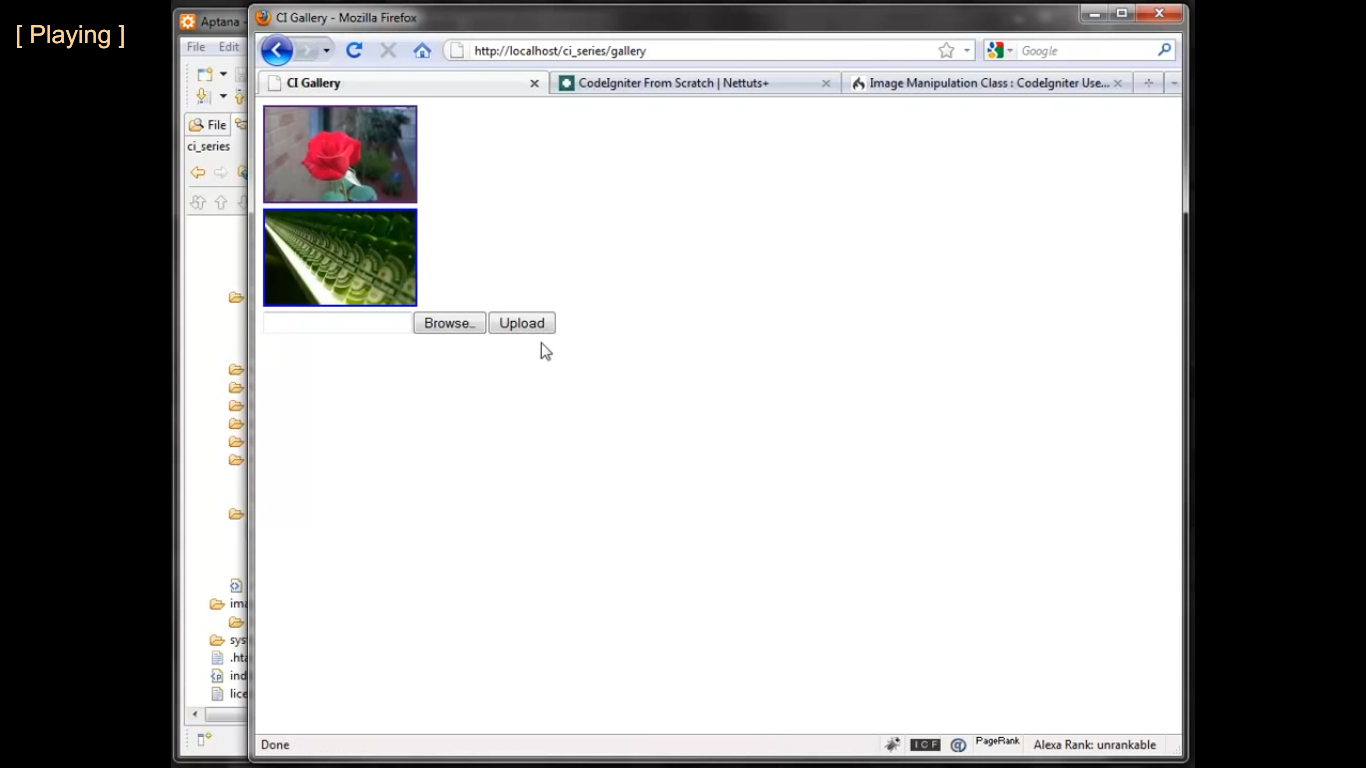 [ Playing ]
Aptana
CI Gallery - Mozilla Firefox
File Edit
http://localhost/ci_series/gallery
Google
CI Gallery
CodeIgniter From Scratch | Nettuts+
Image Manipulation Class : CodeIgniter Use...
File
ci_series
Browse...
Upload
ima
sys
.hta
ind
lice
Done
ICF
@
PageRank
Alexa Rank: unrankable